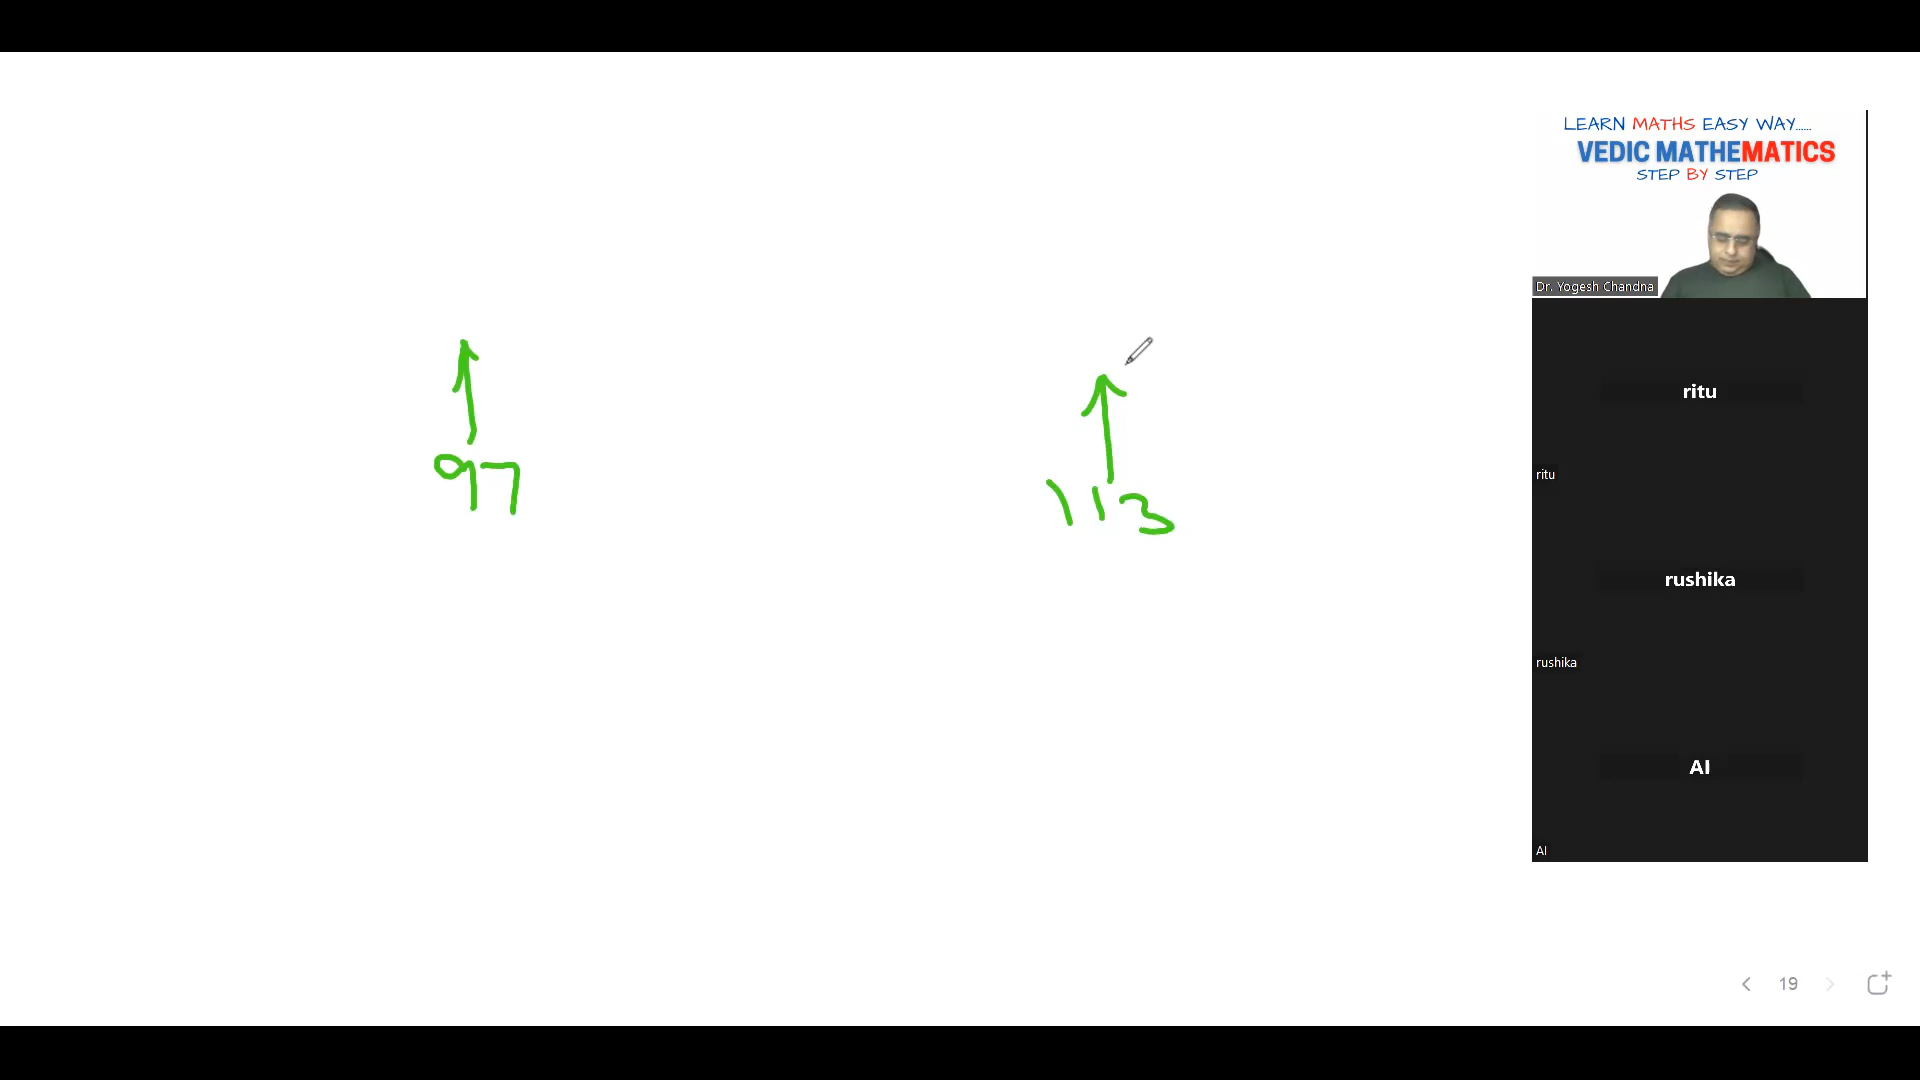 LEARN MATHS EASY WAY......
VEDIC MATHEMATICS
STEP BY STEP
Dr. Yogesh Chandna
97
113
ritu
ritu
rushika
rushika
AI
AI
19